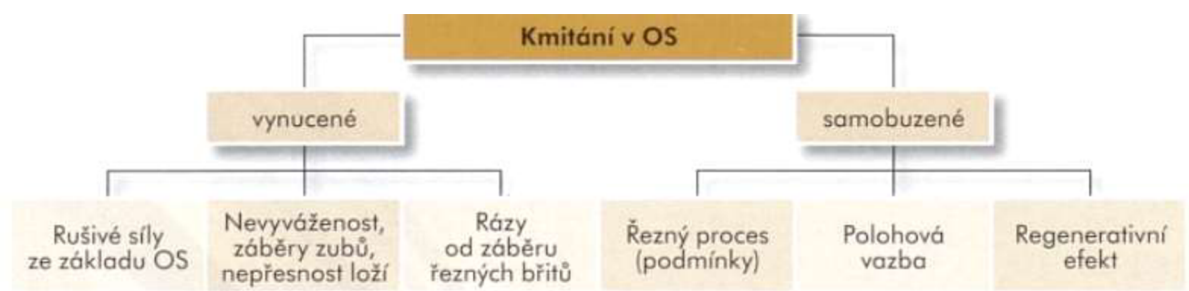 Kmitání v OS
vynucené
samobuzené
Rušivé síly
ze základu OS
Nevyváženost,
záběry zubů,
nepřesnost loží
Rázy
od záběru
řezných břitů
Řezný proces
(podmínky)
Polohová
vazba
Regenerativní
efekt